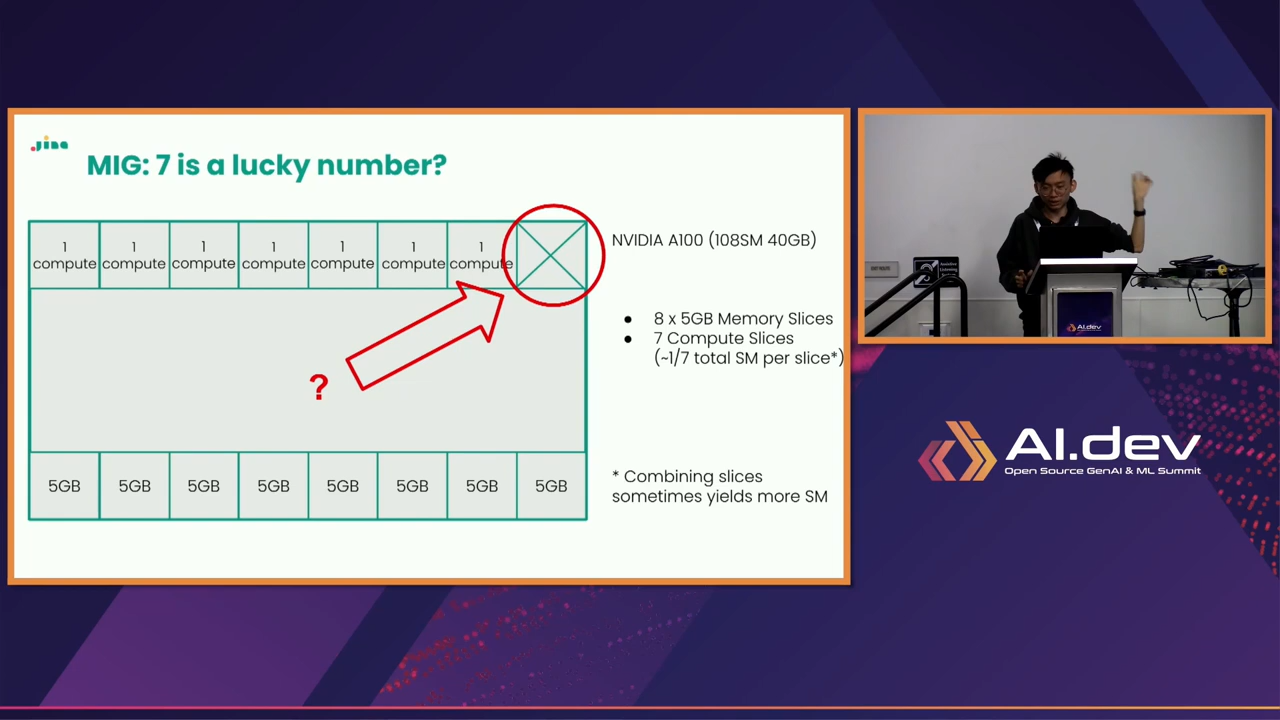 .jina
MIG: 7 is a lucky number?
1 compute
1 compute
1 compute
1 compute
1 compute
1 compute
1 compute
?
5GB
5GB
5GB
5GB
5GB
5GB
5GB
5GB
NVIDIA A100 (108SM 40GB)
● 8 x 5GB Memory Slices
● 7 Compute Slices
(~1/7 total SM per slice*)
* Combining slices
sometimes yields more SM
AI.dev
AI.dev
Open Source GenAI & ML Summit